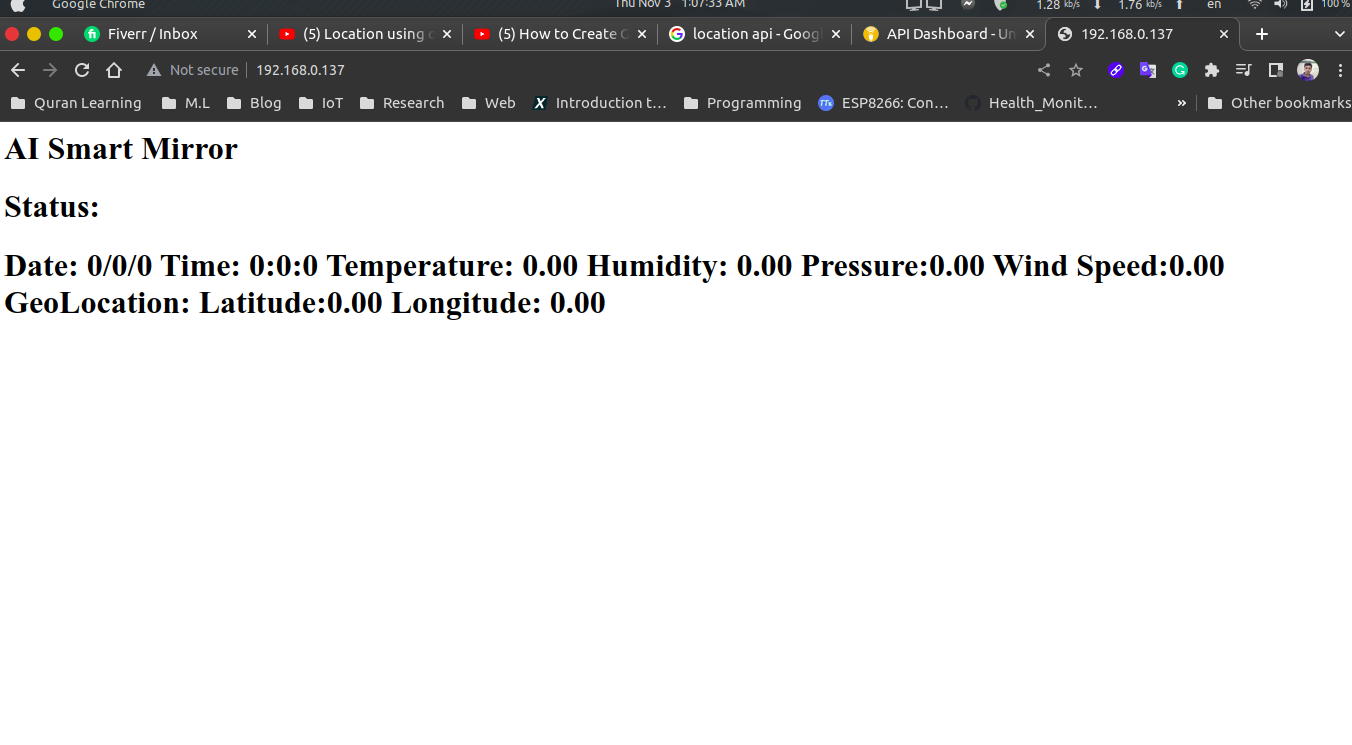 Google Chrome Thu Nov 3 1:07:33 AM 1.28 kb/s 1.76 kb/s en 100 %
Fiverr / Inbox (5) Location using (5) How to Create location api - Goog API Dashboard - Un 192.168.0.137
Not secure 192.168.0.137
Quran Learning M.L Blog IoT Research Web X Introduction t... Programming TTs ESP8266: Con... Health_Monit... » Other bookmarks
AI Smart Mirror
Status:
Date: 0/0/0 Time: 0:0:0 Temperature: 0.00 Humidity: 0.00 Pressure:0.00 Wind Speed:0.00
GeoLocation: Latitude:0.00 Longitude: 0.00